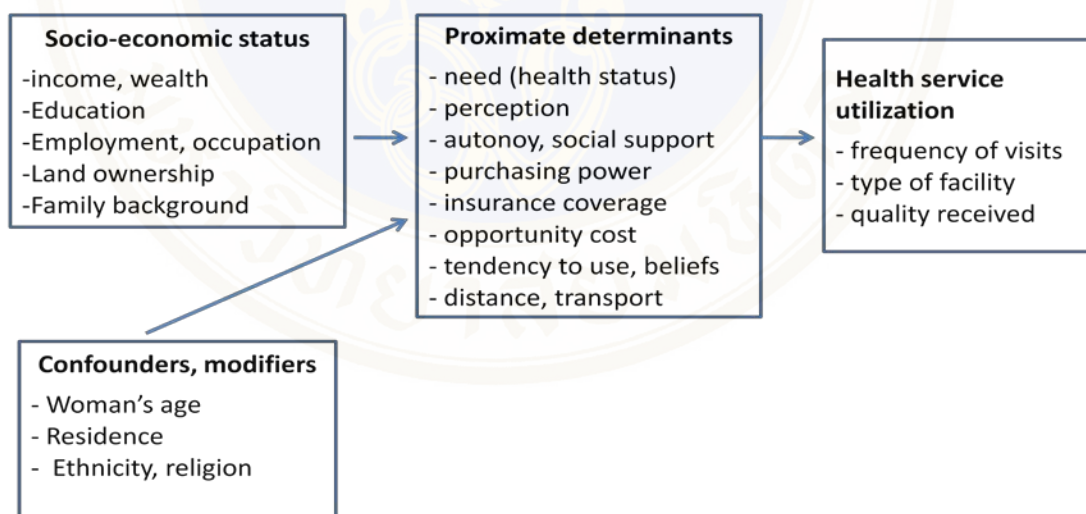 Socio-economic status
-income, wealth
-Education
-Employment, occupation
-Land ownership
-Family background
Proximate determinants
- need (health status)
- perception
- autonoy, social support
- purchasing power
- insurance coverage
- opportunity cost
- tendency to use, beliefs
- distance, transport
Health service
utilization
- frequency of visits
- type of facility
- quality received
Confounders, modifiers
- Woman’s age
- Residence
- Ethnicity, religion